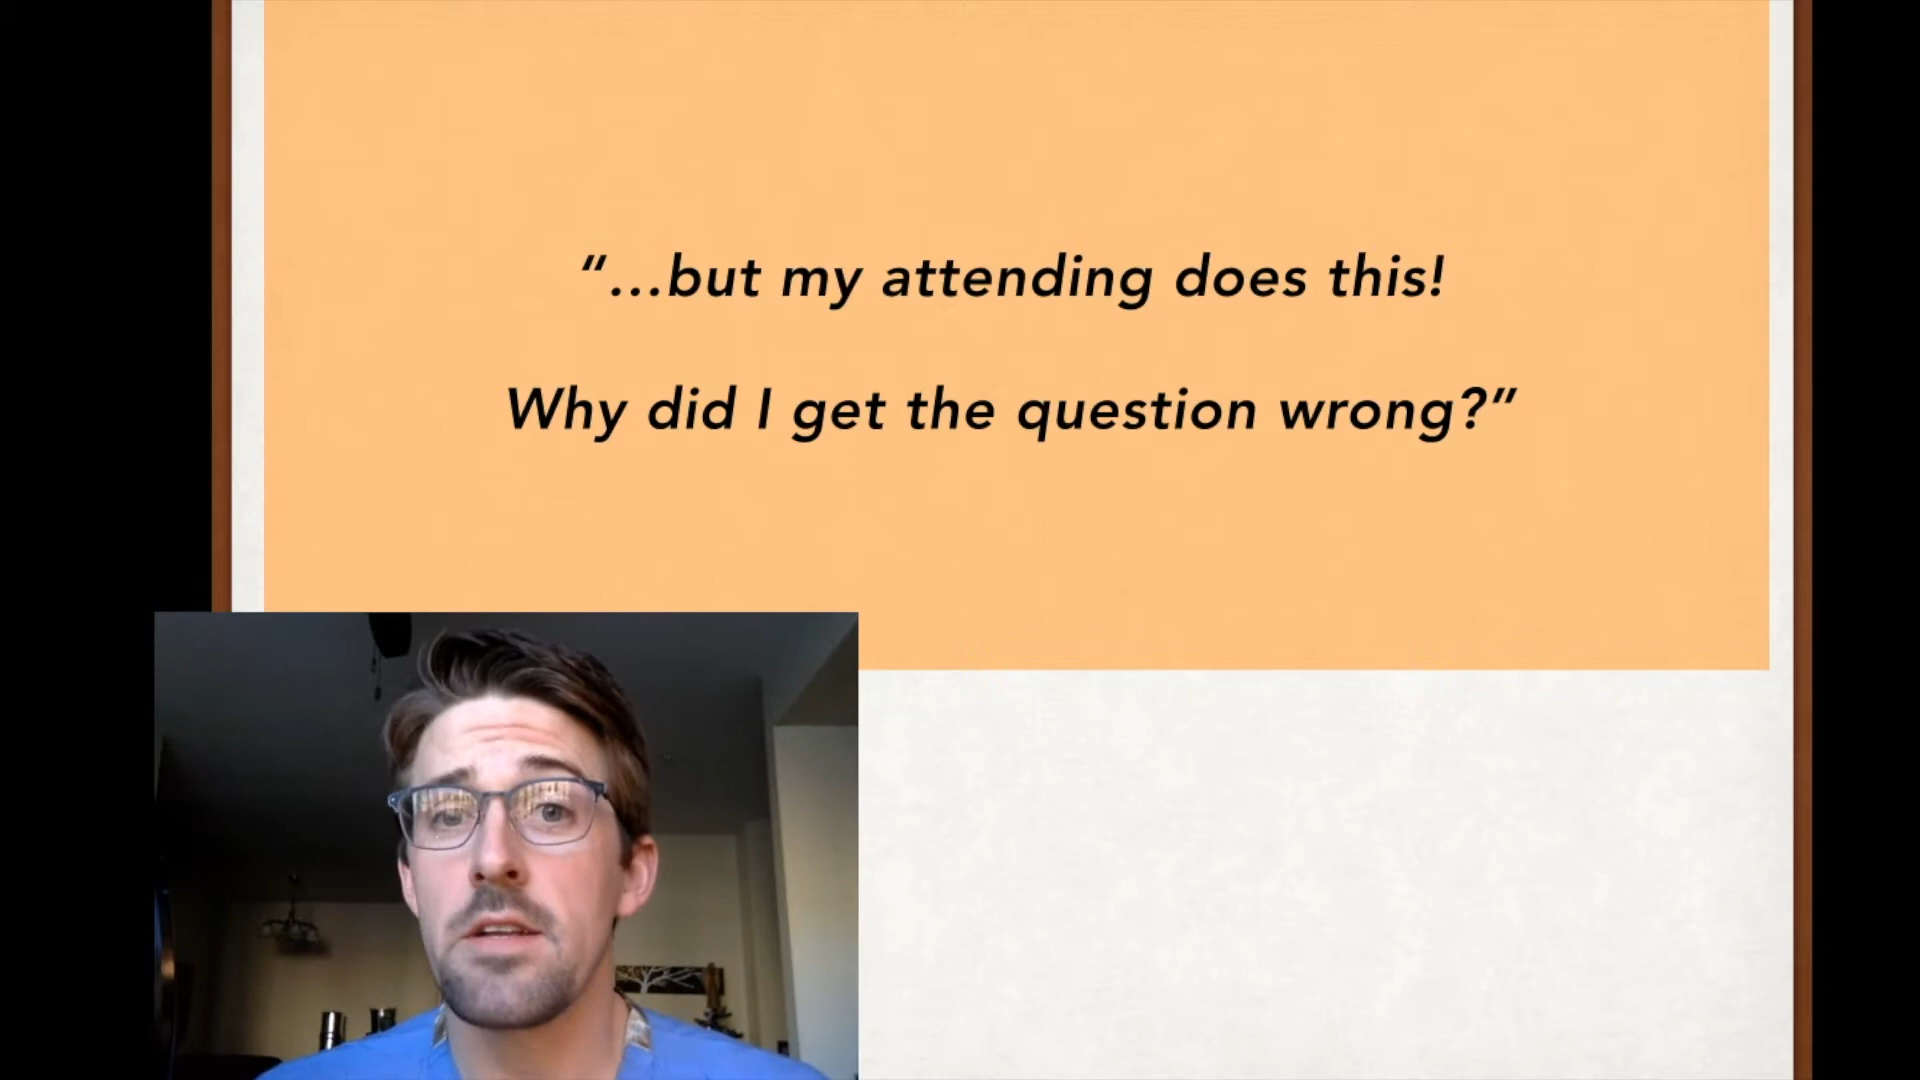 “...but my attending does this!
Why did I get the question wrong?”